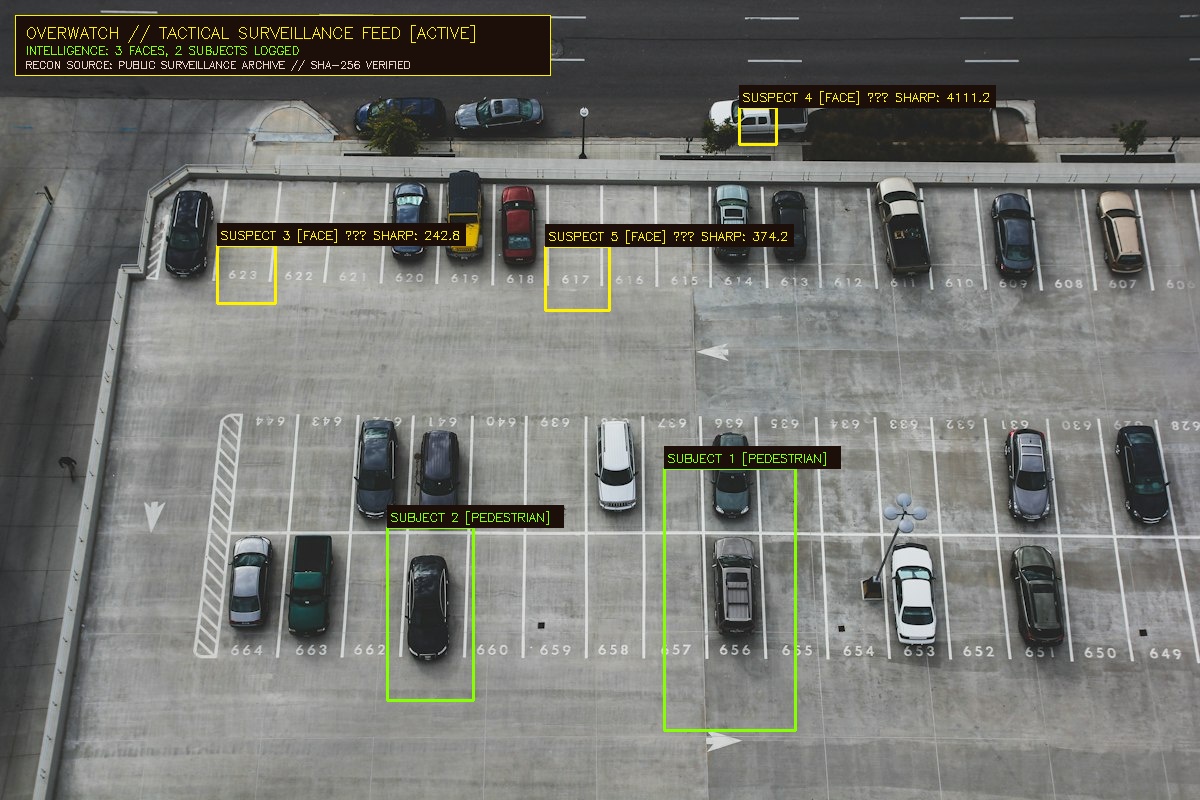 OVERWATCH // TACTICAL SURVEILLANCE FEED [ACTIVE]
INTELLIGENCE: 3 FACES, 2 SUBJECTS LOGGED
RECON SOURCE: PUBLIC SURVEILLANCE ARCHIVE // SHA-256 VERIFIED
SUSPECT 4 [FACE] ??? SHARP: 4111.2
SUSPECT 3 [FACE] ??? SHARP: 242.8
SUSPECT 5 [FACE] ??? SHARP: 374.2
623 622 621 620 619 618 617 616 615 614 613 612 611 610 609 608 607 606
644 643 642 641 640 639 637 636 635 634 633 632 631 630 628
SUBJECT 1 [PEDESTRIAN]
SUBJECT 2 [PEDESTRIAN]
664 663 662 660 659 658 657 656 655 654 653 652 651 650 649